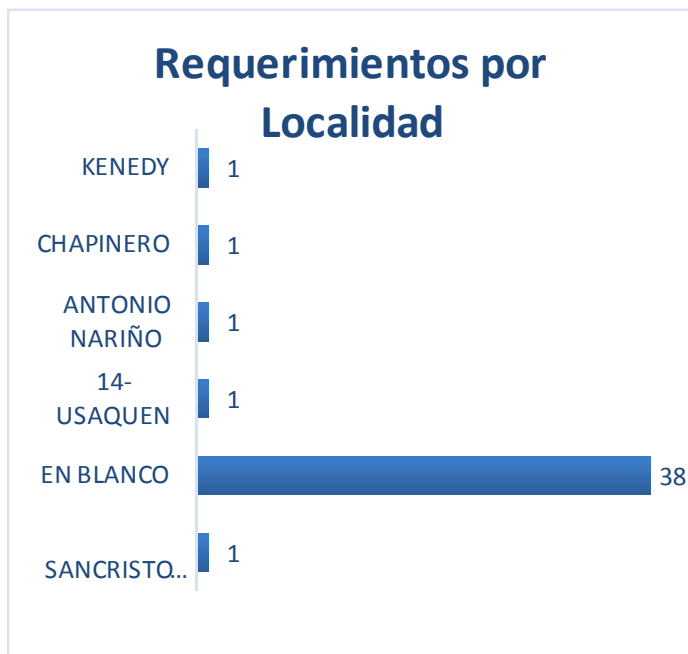 Requerimientos por
Localidad
KENEDY 1
CHAPINERO 1
ANTONIO
NARIÑO 1
14-
USAQUEN 1
EN BLANCO 38
SANCRISTO... 1